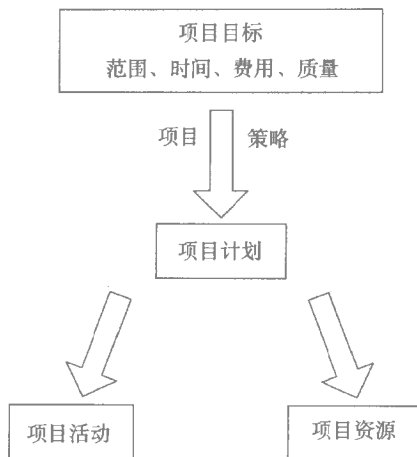 项目目标
范围、时间、费用、质量
项目 策略
项目计划
项目活动
项目资源